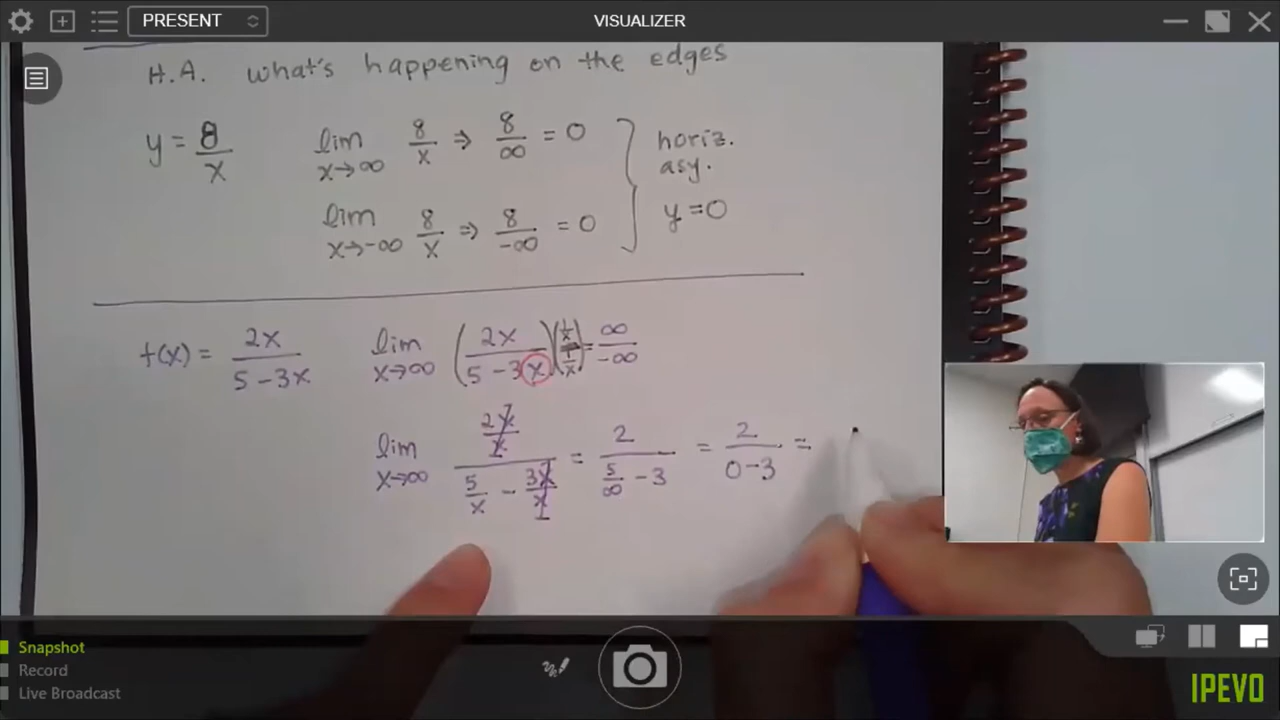 PRESENT
VISUALIZER
H.A. what's happening on the edges
y = 8/x lim x→∞ 8/x ⇒ 8/∞ = 0
lim x→-∞ 8/x ⇒ 8/-∞ = 0
horiz.
asy.
y = 0
f(x) = 2x/(5-3x) lim x→∞ (2x/(5-3x))((1/x)/(1/x)) = ∞/-∞
lim x→∞ (2x/x)/(5/x - 3x/x) = 2/(5/∞ - 3) = 2/(0-3) =
Snapshot
Record
Live Broadcast
IPEVO